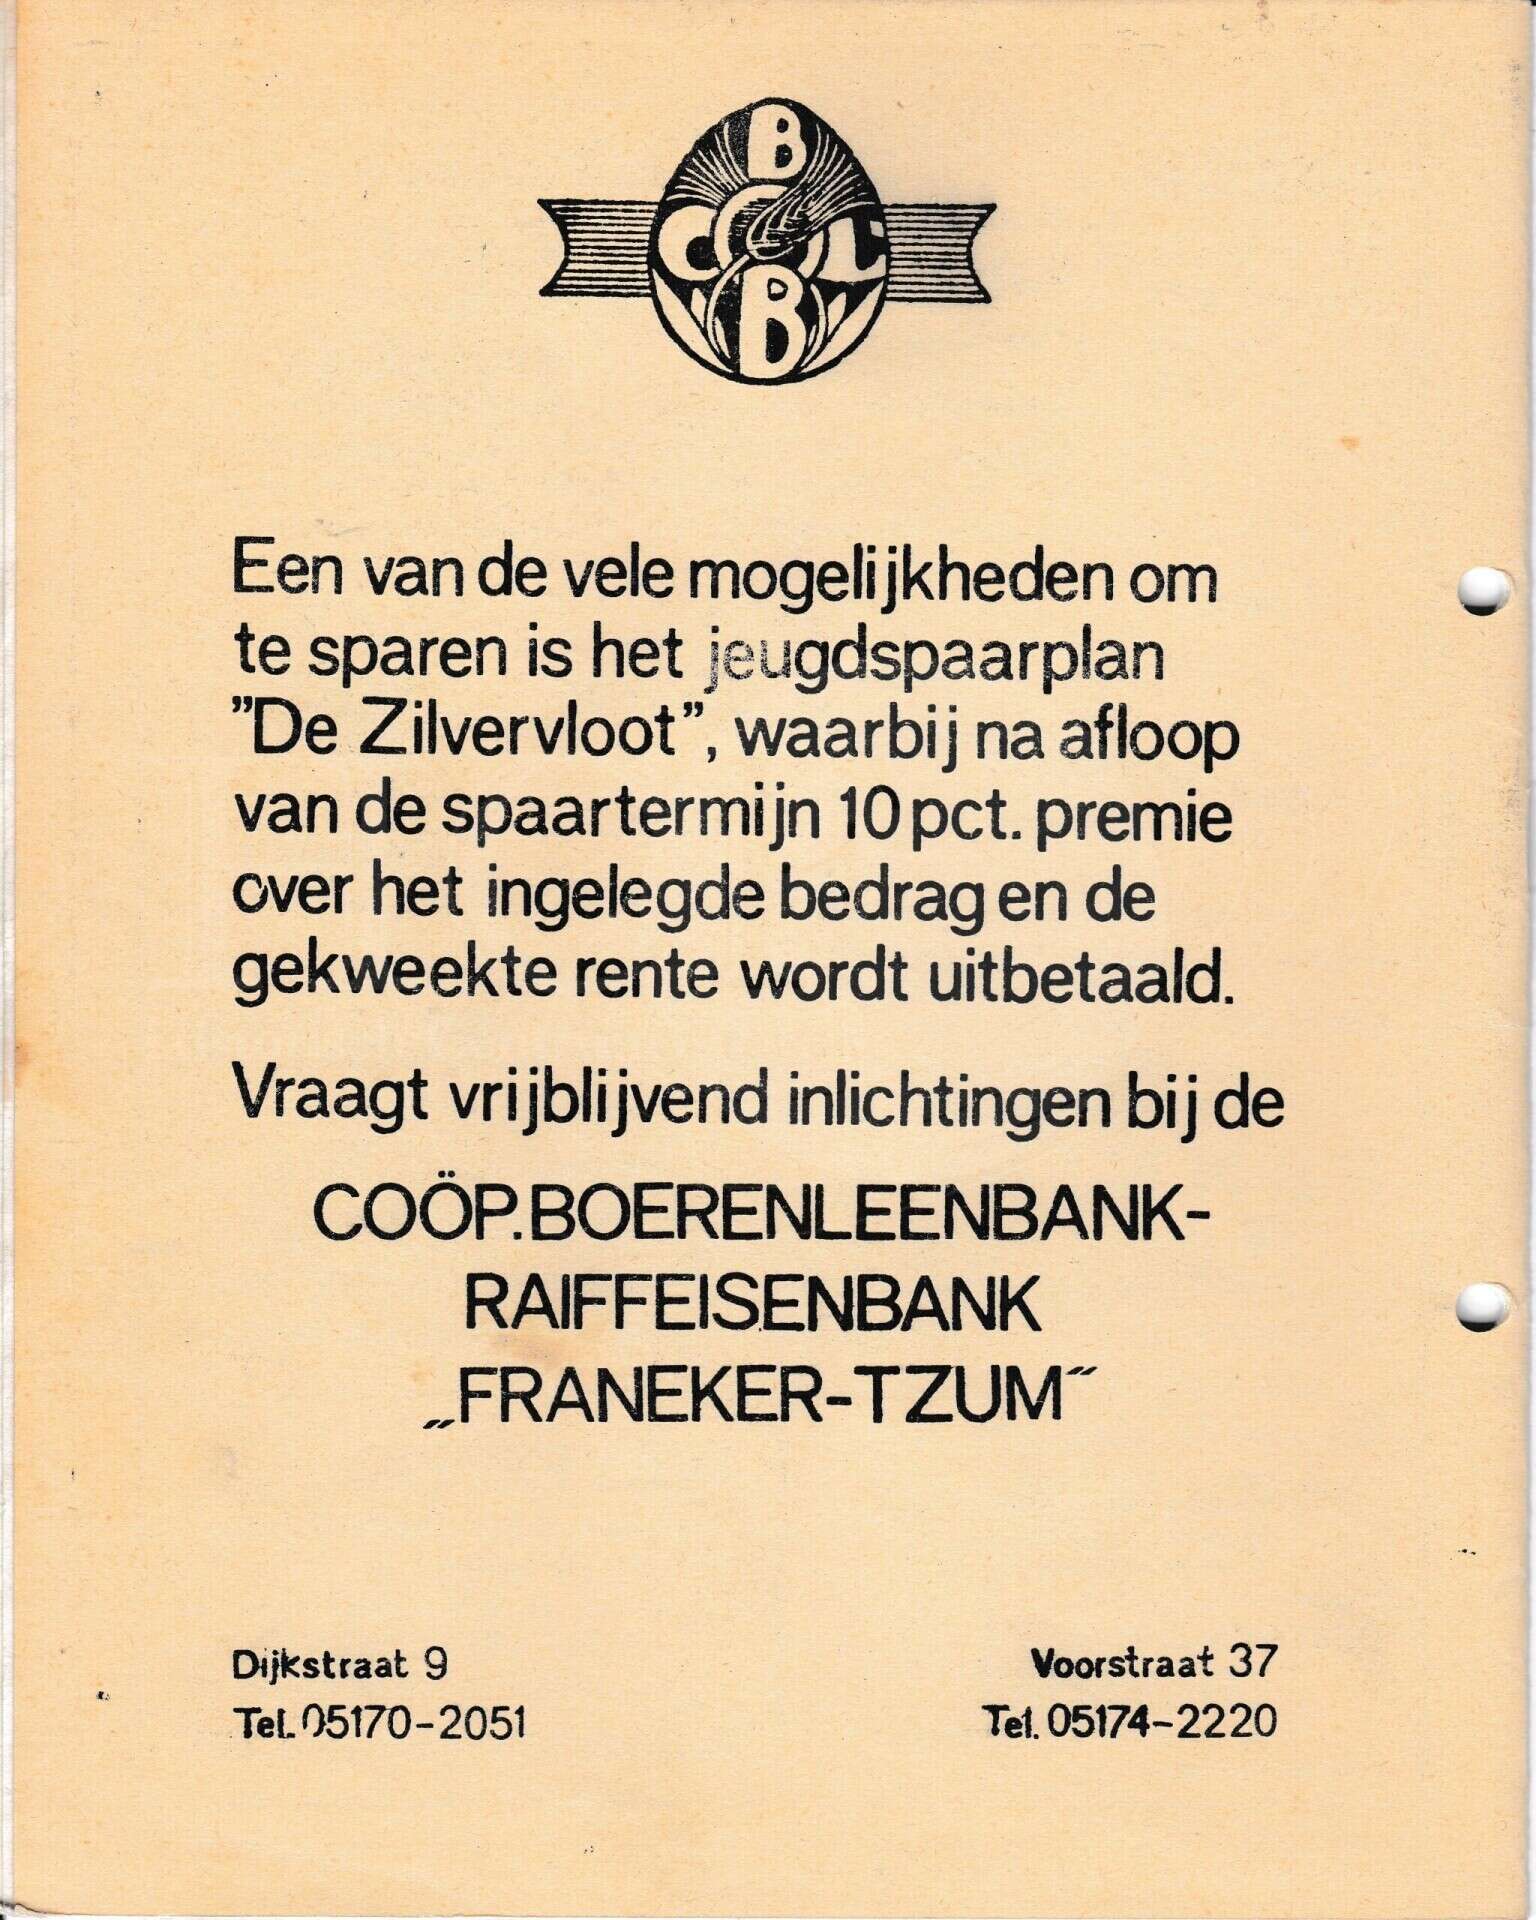 B
C O L
B
Een van de vele mogelijkheden om
te sparen is het jeugdspaarplan
”De Zilvervloot”, waarbij na afloop
van de spaartermijn 10 pct. premie
over het ingelegde bedrag en de
gekweekte rente wordt uitbetaald.
Vraagt vrijblijvend inlichtingen bij de
COÖP. BOERENLEENBANK-
RAIFFEISENBANK
„FRANEKER-TZUM”
Dijkstraat 9
Tel. 05170-2051
Voorstraat 37
Tel. 05174-2220